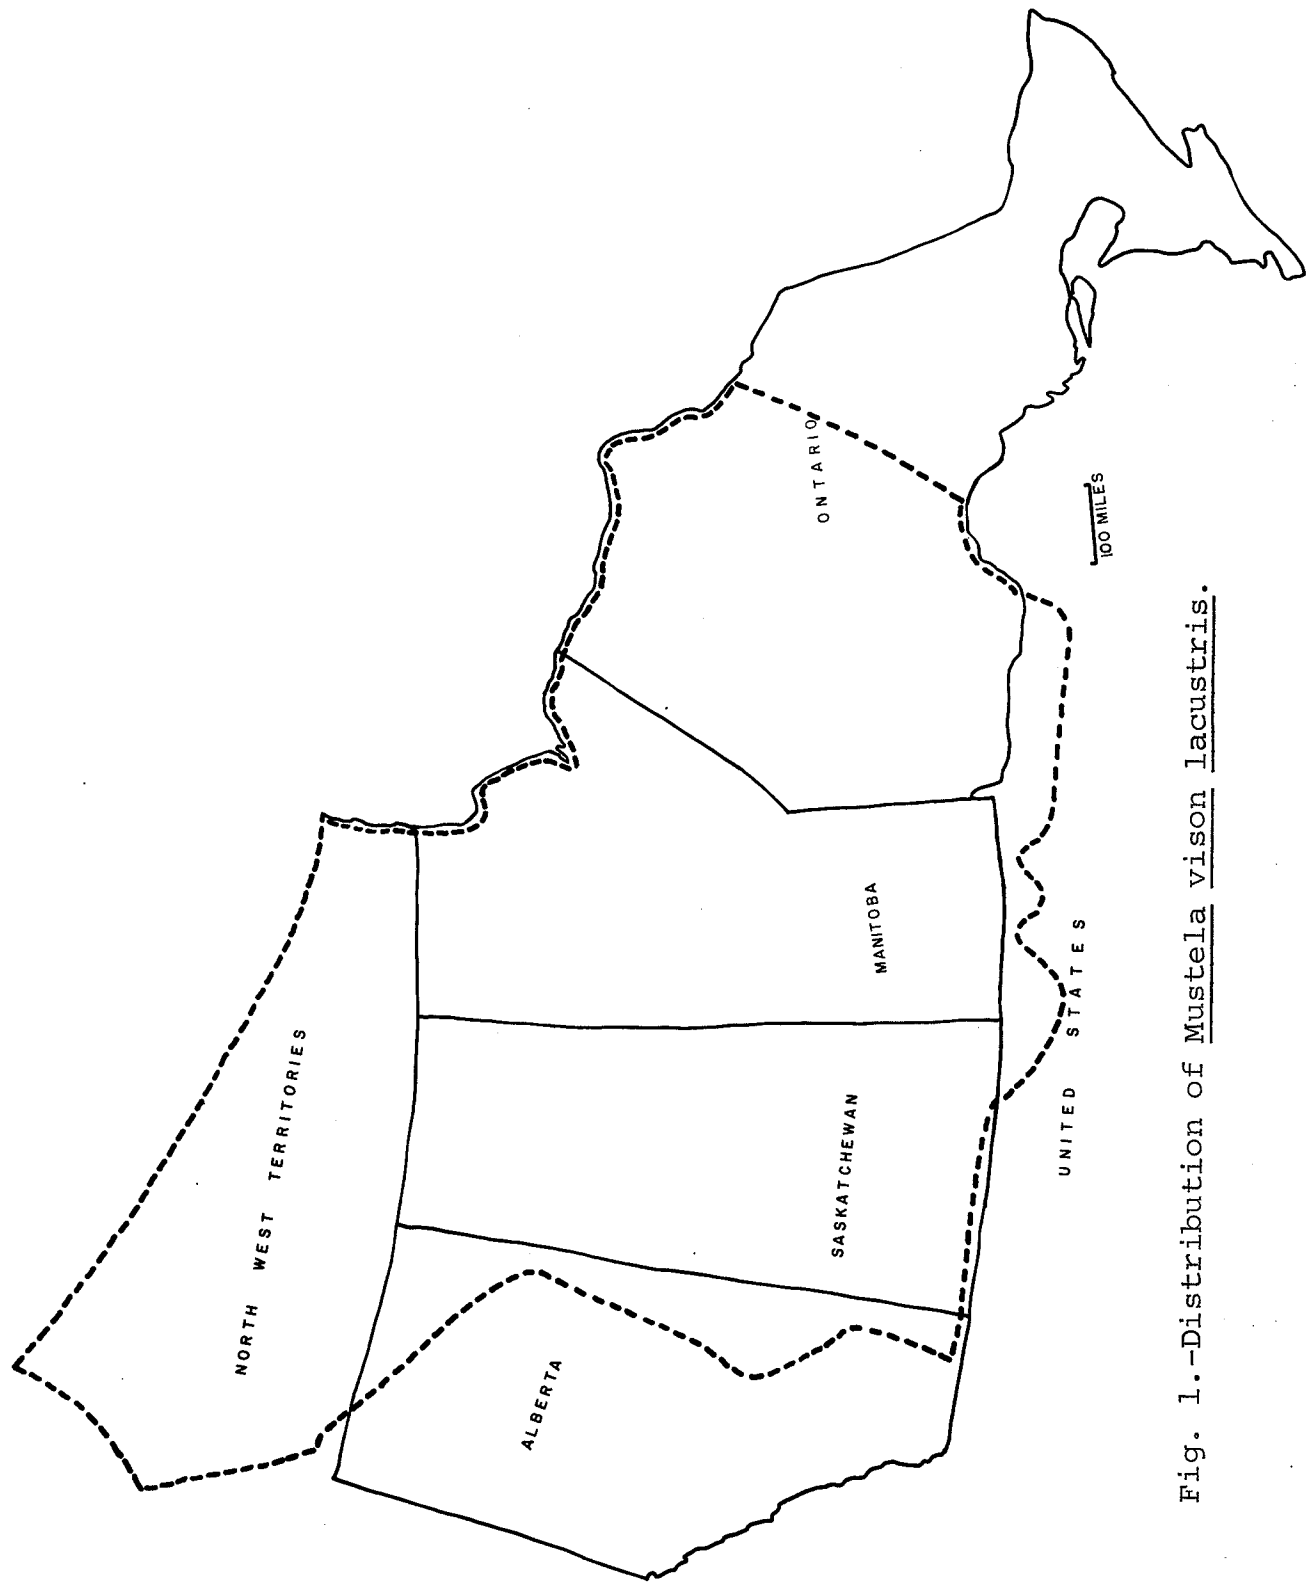 NORTH WEST TERRITORIES
ALBERTA
SASKATCHEWAN
MANITOBA
ONTARIO
UNITED STATES
100 MILES
Fig. 1.-Distribution of Mustela vison lacustris.